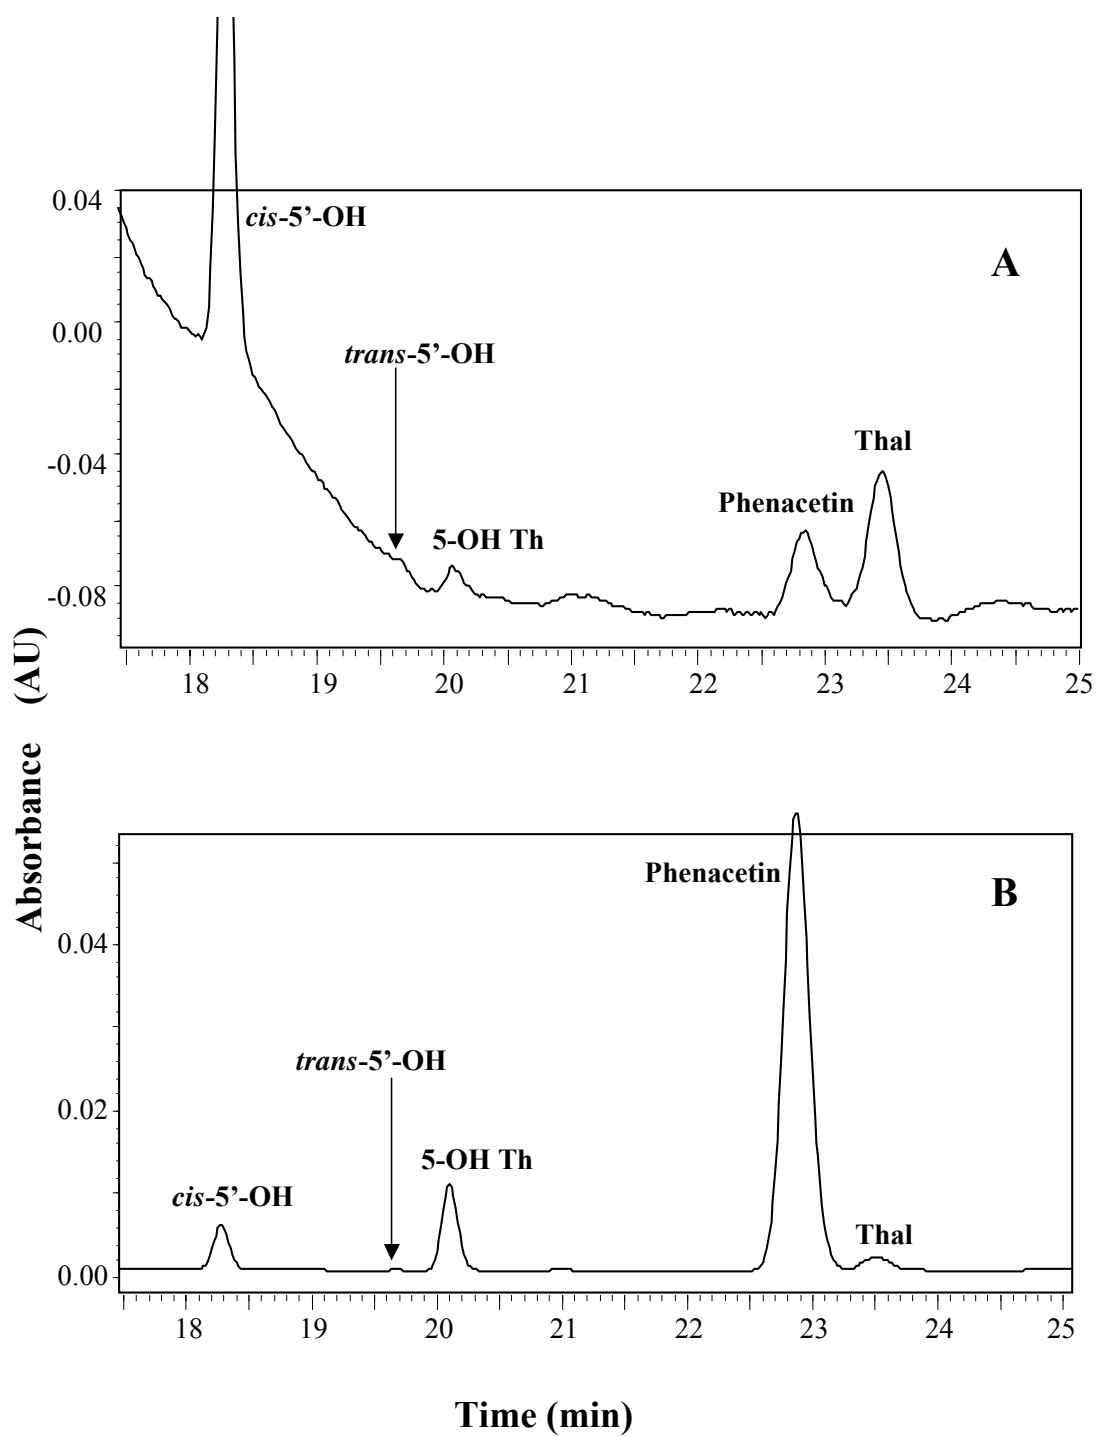 0.04
cis-5’-OH
A
0.00
trans-5’-OH
Thal
-0.04
Phenacetin
5-OH Th
-0.08
18 19 20 21 22 23 24 25
Absorbance (AU)
Phenacetin
B
0.04
trans-5’-OH
0.02
5-OH Th
cis-5’-OH
Thal
0.00
18 19 20 21 22 23 24 25
Time (min)